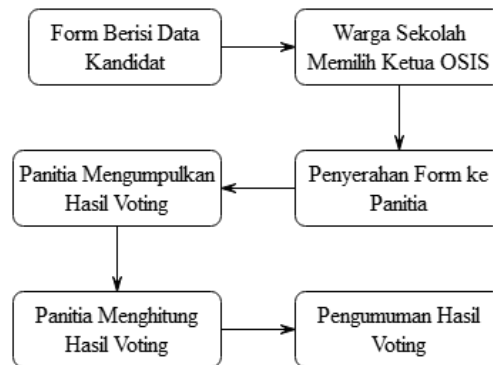 Form Berisi Data
Kandidat
Warga Sekolah
Memilih Ketua OSIS
Penyerahan Form ke
Panitia
Panitia Mengumpulkan
Hasil Voting
Panitia Menghitung
Hasil Voting
Pengumuman Hasil
Voting